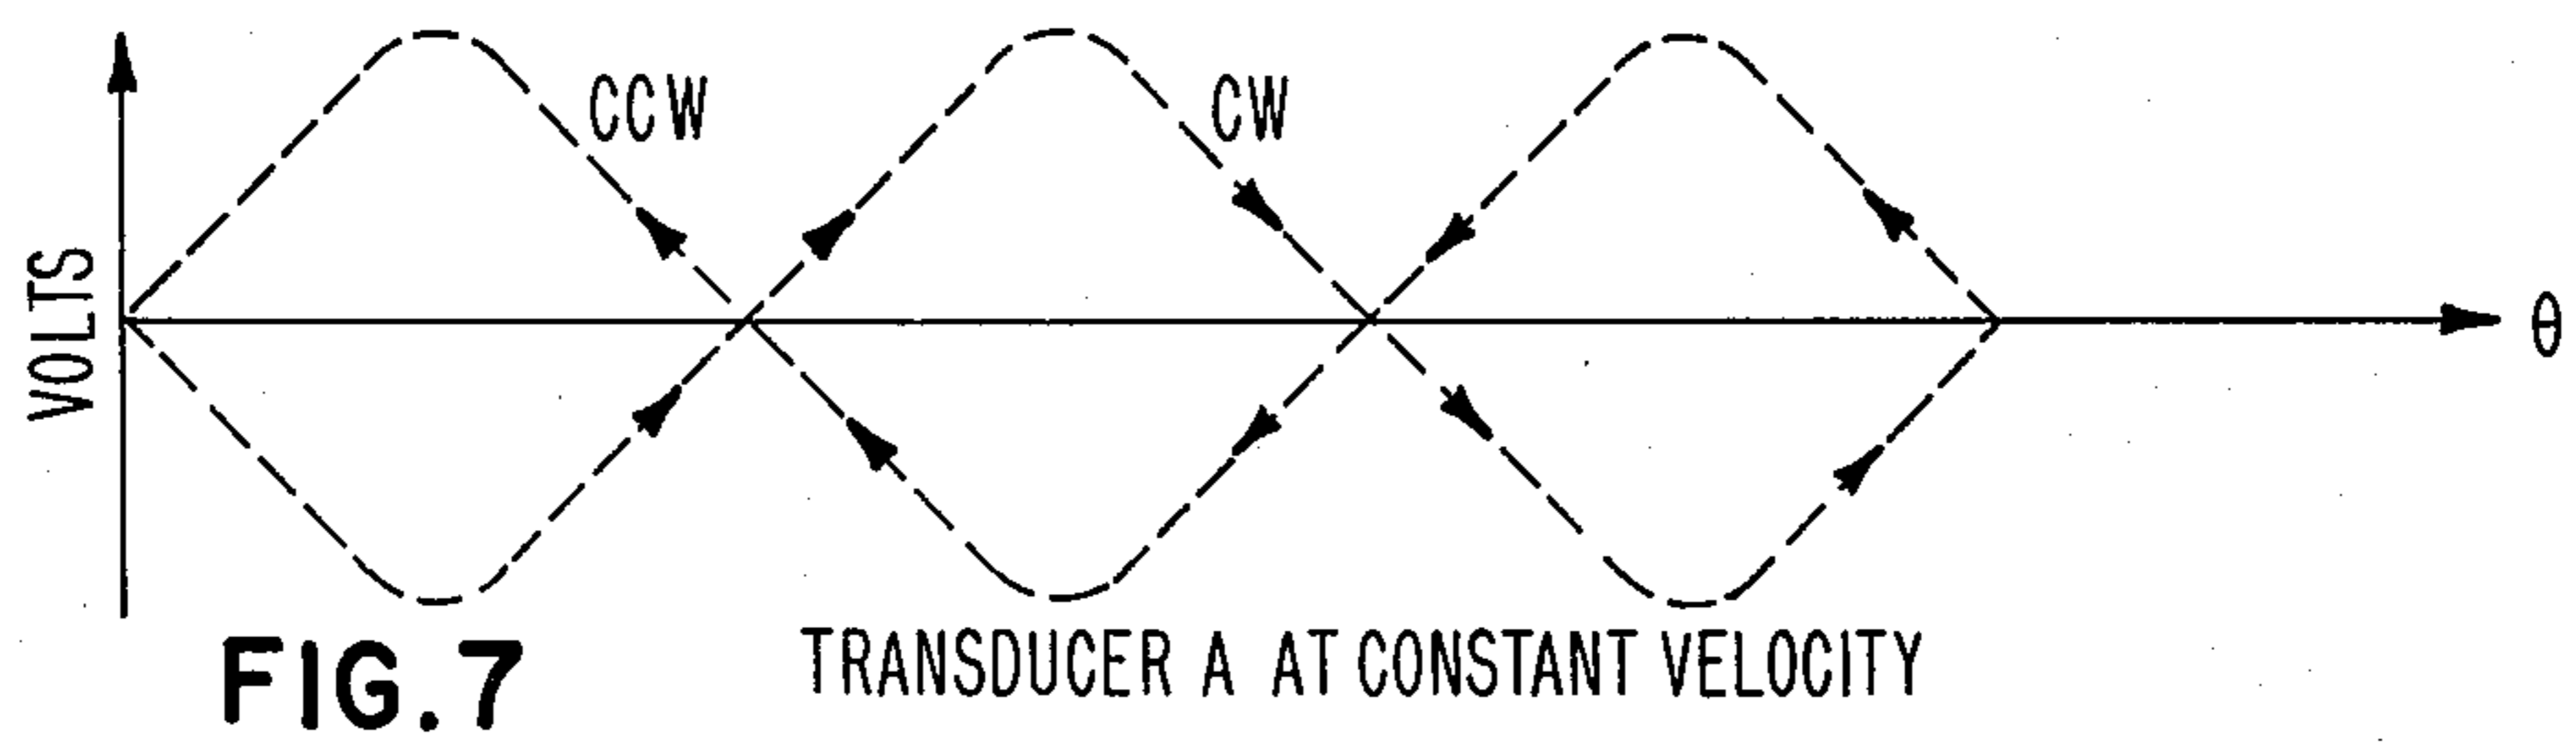 CCW
CW
VOLTS
θ
FIG.7
TRANSDUCER A AT CONSTANT VELOCITY